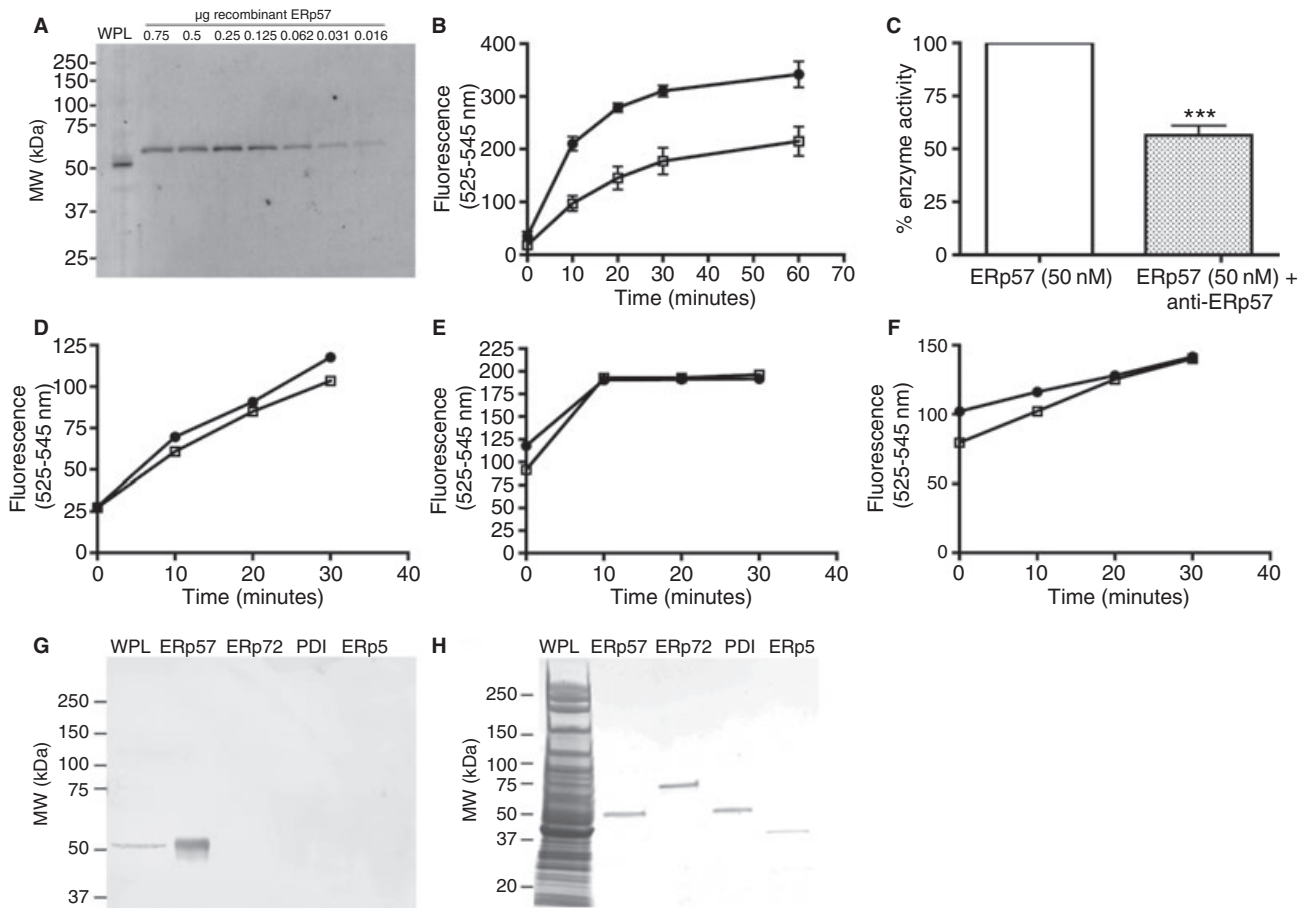 A
µg recombinant ERp57
WPL 0.75 0.5 0.25 0.125 0.062 0.031 0.016
MW (kDa)
250
150
100
75
50
37
25
B
Fluorescence
(525-545 nm)
400
300
200
100
0
0 10 20 30 40 50 60 70
Time (minutes)
C
% enzyme activity
100
75
50
25
0
***
ERp57 (50 nM)
ERp57 (50 nM) +
anti-ERp57
D
Fluorescence
(525-545 nm)
125
100
75
50
25
0
0 10 20 30 40
Time (minutes)
E
Fluorescence
(525-545 nm)
225
200
175
150
125
100
75
50
25
0
0 10 20 30 40
Time (minutes)
F
Fluorescence
(525-545 nm)
150
100
50
0
0 10 20 30 40
Time (minutes)
G
WPL ERp57 ERp72 PDI ERp5
MW (kDa)
250
150
100
75
50
37
H
WPL ERp57 ERp72 PDI ERp5
MW (kDa)
250
150
100
75
50
37
20